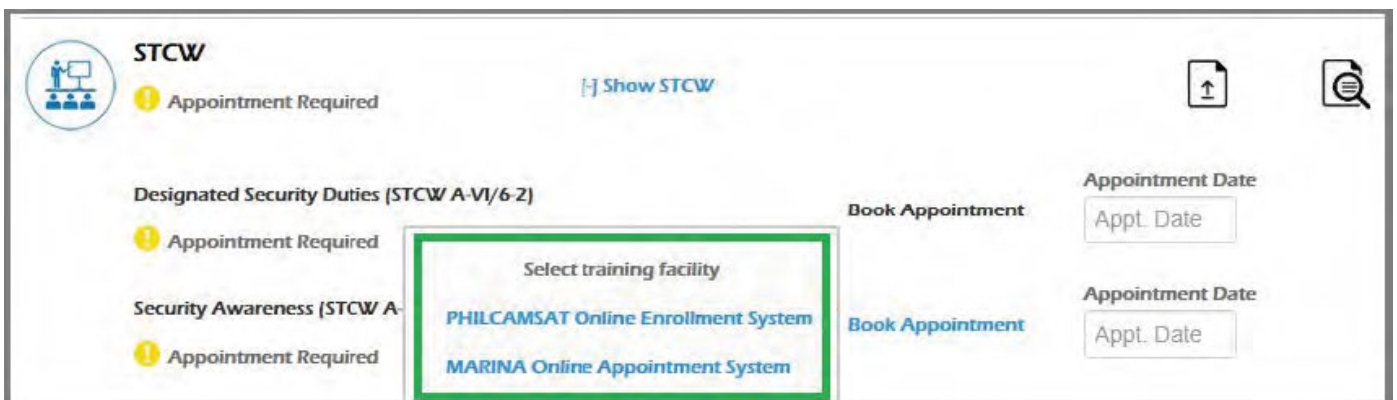 STCW
Appointment Required
[-] Show STCW
Designated Security Duties (STCW A-VI/6-2)
Appointment Required
Book Appointment
Appointment Date
Appt. Date
Select training facility
PHILCAMSAT Online Enrollment System
MARINA Online Appointment System
Security Awareness (STCW A-
Appointment Required
Book Appointment
Appointment Date
Appt. Date